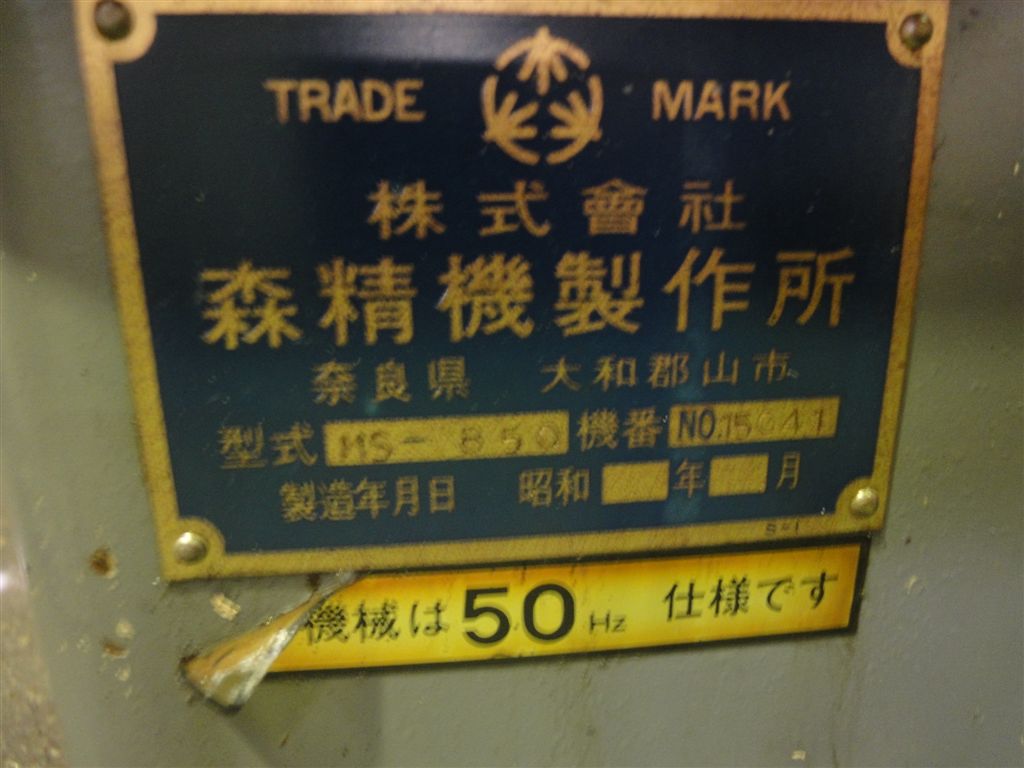 TRADE MARK
株式會社
森精機製作所
奈良県 大和郡山市
型式 MS-850 機番 NO.15041
製造年月日 昭和 年 月
機械は50Hz 仕様です